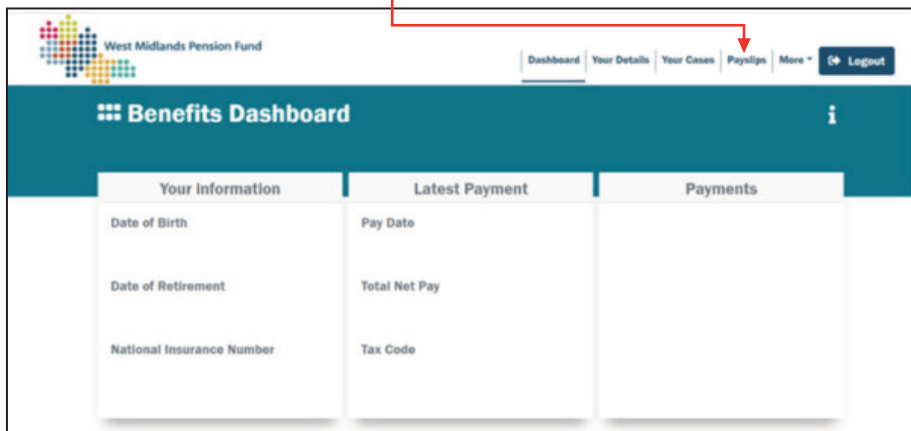 West Midlands Pension Fund
Dashboard Your Details Your Cases Payslips More Logout
Benefits Dashboard
i
Your information Latest Payment Payments
Date of Birth Pay Date
Date of Retirement Total Net Pay
National Insurance Number Tax Code